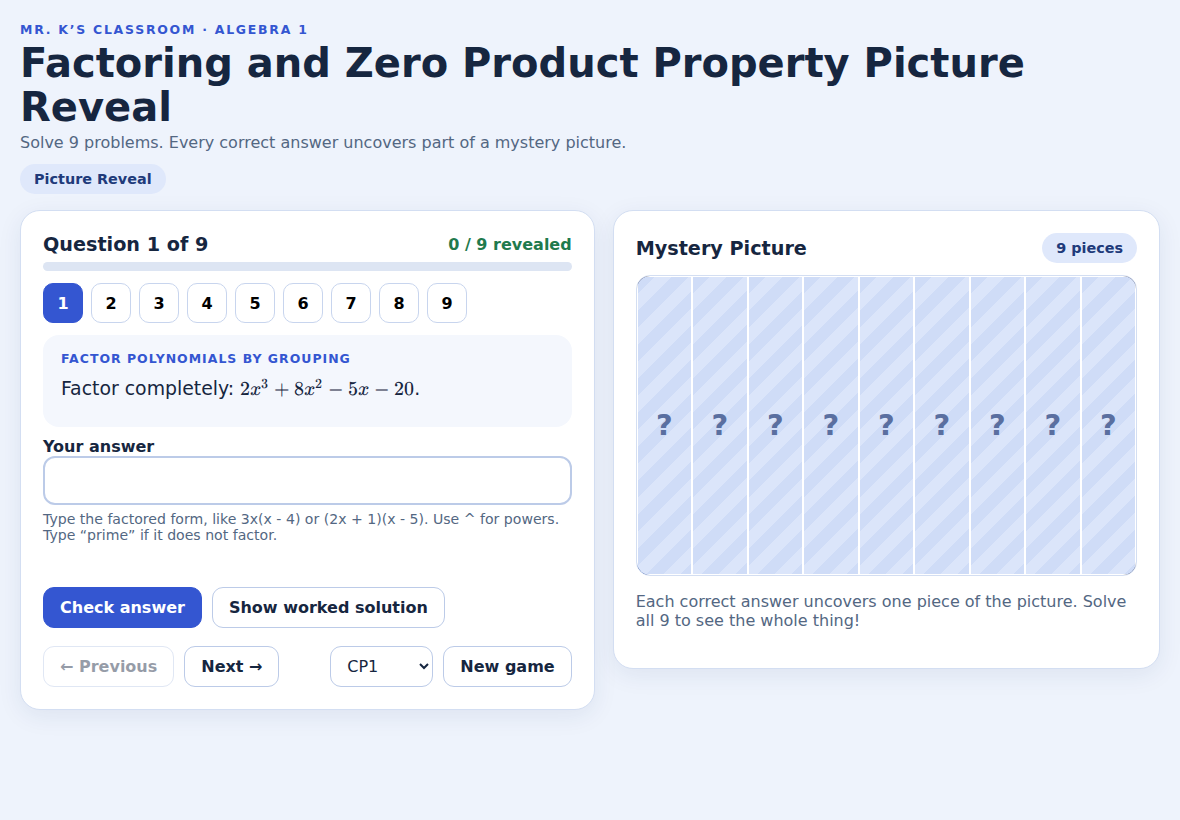 MR. K’S CLASSROOM · ALGEBRA 1
Factoring and Zero Product Property Picture
Reveal
Solve 9 problems. Every correct answer uncovers part of a mystery picture.
Picture Reveal
Question 1 of 9
0 / 9 revealed
1 2 3 4 5 6 7 8 9
FACTOR POLYNOMIALS BY GROUPING
Factor completely: 2x³ + 8x² − 5x − 20.
Your answer
Type the factored form, like 3x(x - 4) or (2x + 1)(x - 5). Use ^ for powers.
Type “prime” if it does not factor.
Check answer
Show worked solution
← Previous
Next →
CP1
New game
Mystery Picture
9 pieces
? ? ? ? ? ? ? ? ?
Each correct answer uncovers one piece of the picture. Solve
all 9 to see the whole thing!